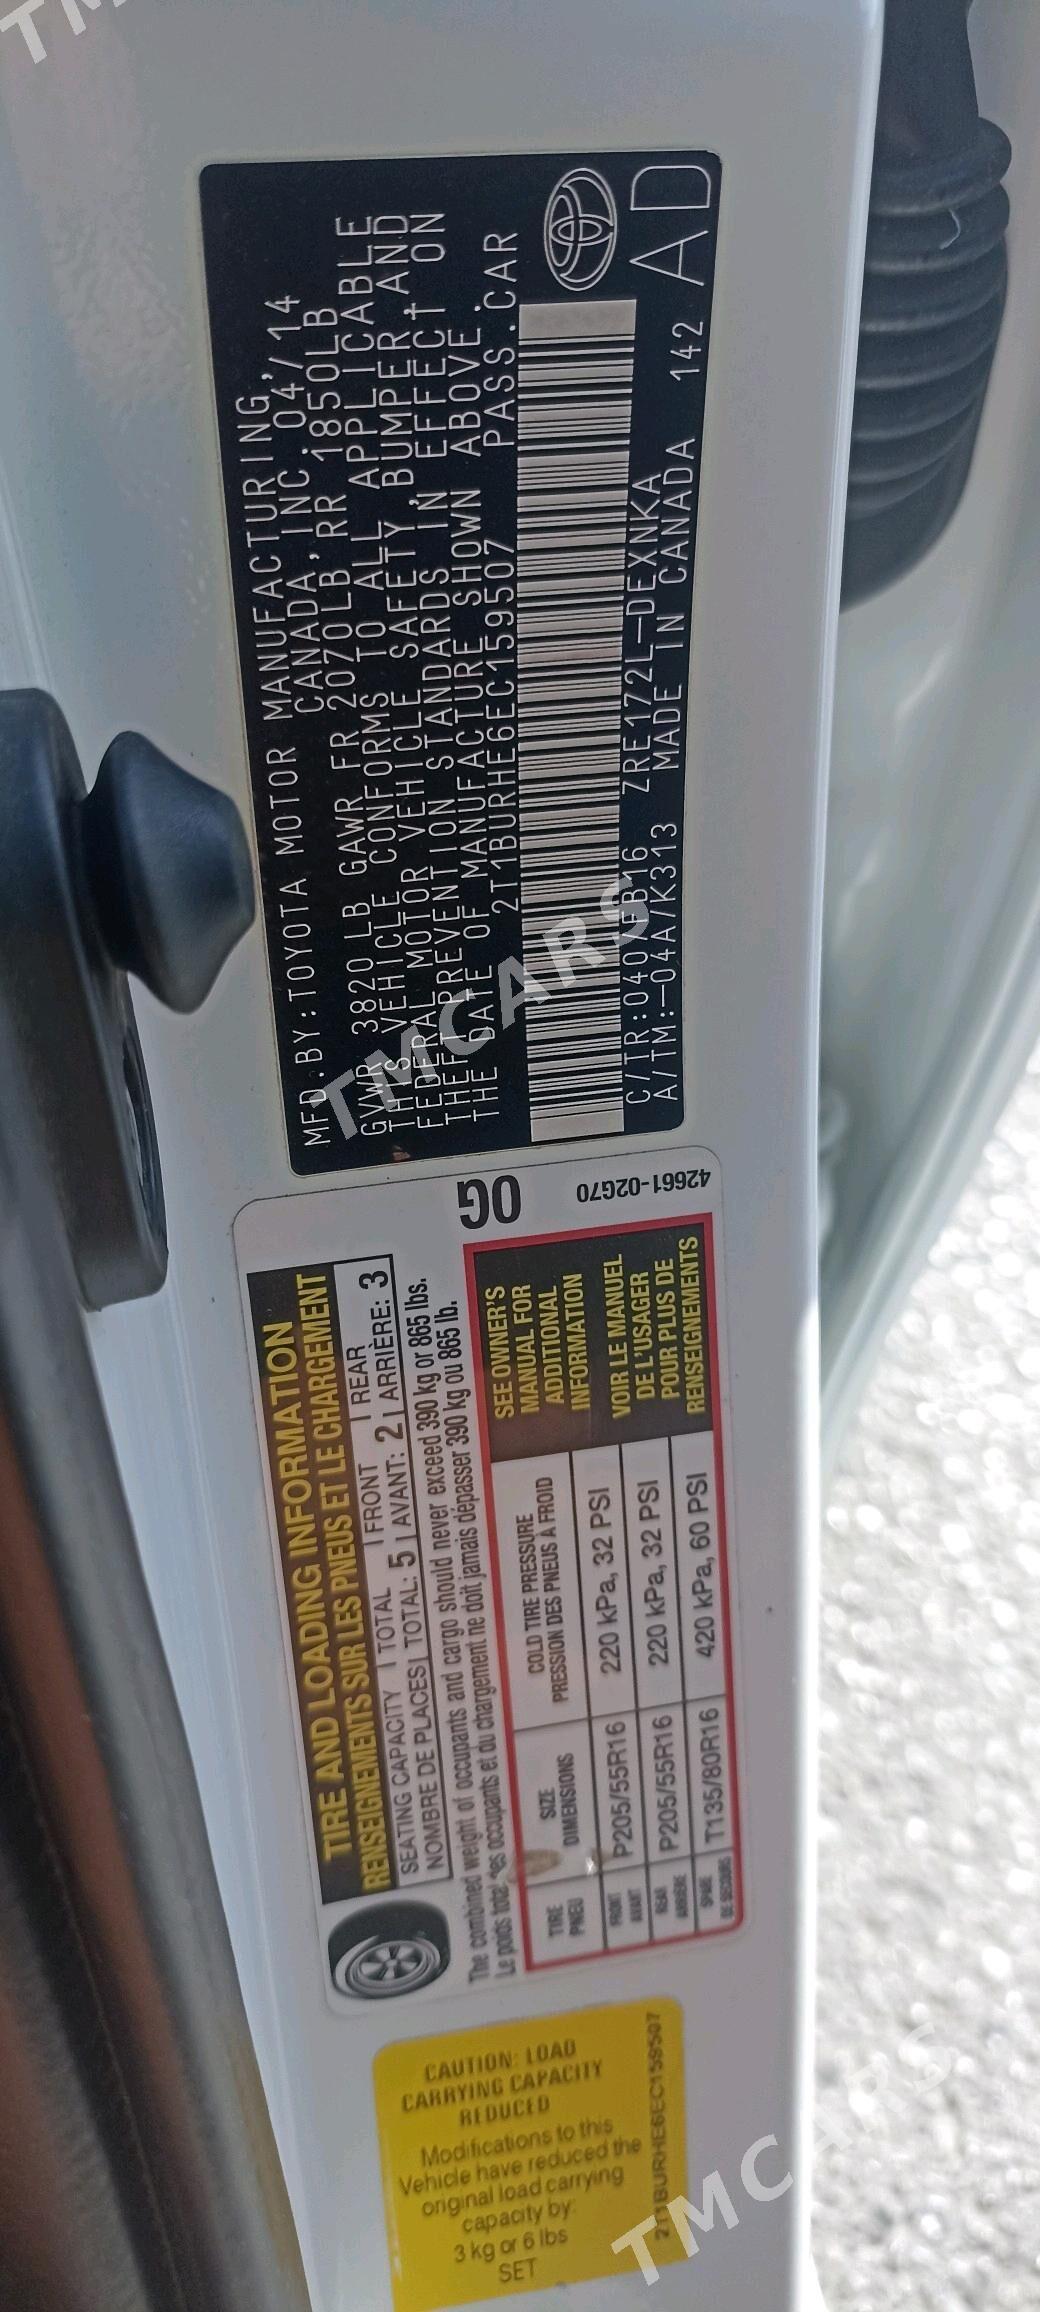 MFD.BY:TOYOTA MOTOR MANUFACTURING,
CANADA, INC. 04/14
GVWR 3820LB GAWR FR 2070LB RR 1850LB
THIS VEHICLE CONFORMS TO ALL APPLICABLE
FEDERAL MOTOR VEHICLE SAFETY, BUMPER, AND
THEFT PREVENTION STANDARDS IN EFFECT ON
THE DATE OF MANUFACTURE SHOWN ABOVE.
2T1BURHE6EC159507 PASS.CAR
C/TR:040/FB16 ZRE172L-DEXNKA
A/TM:-04A/K313 MADE IN CANADA 142 AD
TMCARS
TIRE AND LOADING INFORMATION
RENSEIGNEMENTS SUR LES PNEUS ET LE CHARGEMENT
SEATING CAPACITY TOTAL FRONT REAR
NOMBRE DE PLACES TOTAL: 5 AVANT: 2 ARRIÈRE: 3
The combined weight of occupants and cargo should never exceed 390 kg or 865 lbs.
Le poids total des occupants et du chargement ne doit jamais dépasser 390 kg ou 865 lb.
0G
42661-02G70
TIRE SIZE COLD TIRE PRESSURE
PNEU DIMENSIONS PRESSION DES PNEUS À FROID
FRONT AVANT P205/55R16 220 kPa, 32 PSI
REAR ARRIÈRE P205/55R16 220 kPa, 32 PSI
SPARE DE SECOURS T135/80R16 420 kPa, 60 PSI
SEE OWNER'S
MANUAL FOR
ADDITIONAL
INFORMATION
VOIR LE MANUEL
DE L'USAGER
POUR PLUS DE
RENSEIGNEMENTS
CAUTION: LOAD
CARRYING CAPACITY
REDUCED
Modifications to this
Vehicle have reduced the
original load carrying
capacity by:
3 kg or 6 lbs
SET
2T1BURHE6EC159507
TMCARS